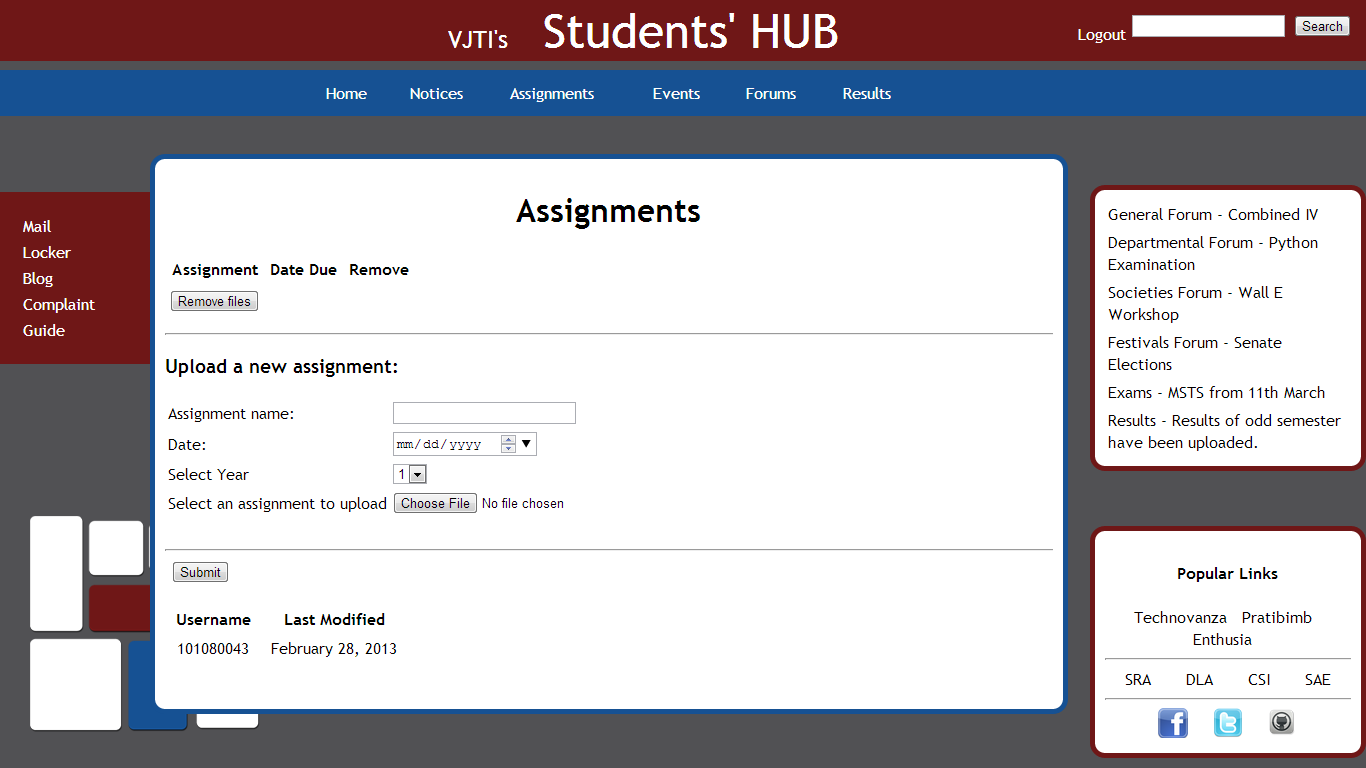 VJTI's Students' HUB
Logout Search
Home Notices Assignments Events Forums Results
Mail
Locker
Blog
Complaint
Guide
Assignments
Assignment Date Due Remove
Remove files
Upload a new assignment:
Assignment name:
Date: mm/dd/yyyy
Select Year 1
Select an assignment to upload Choose File No file chosen
Submit
Username Last Modified
101080043 February 28, 2013
General Forum - Combined IV
Departmental Forum - Python
Examination
Societies Forum - Wall E
Workshop
Festivals Forum - Senate
Elections
Exams - MSTS from 11th March
Results - Results of odd semester
have been uploaded.
Popular Links
Technovanza Pratibimb
Enthusia
SRA DLA CSI SAE